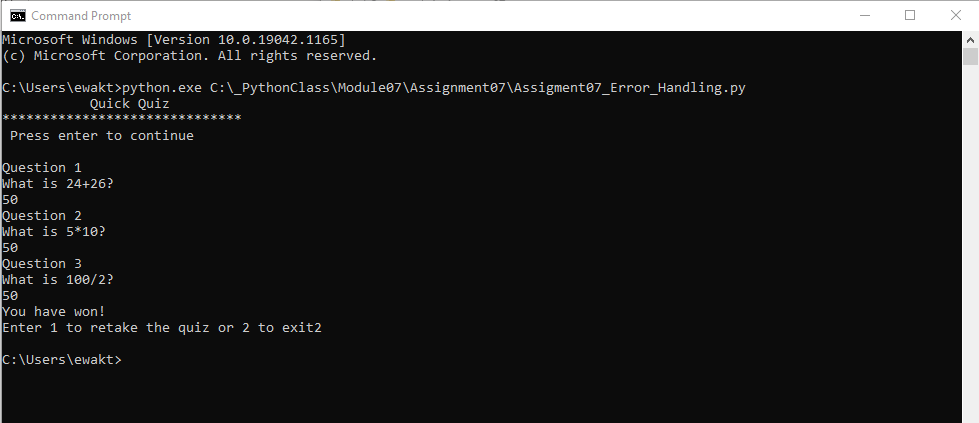 Command Prompt
Microsoft Windows [Version 10.0.19042.1165]
(c) Microsoft Corporation. All rights reserved.
C:\Users\ewakt>python.exe C:\_PythonClass\Module07\Assignment07\Assigment07_Error_Handling.py
Quick Quiz
******************************
Press enter to continue
Question 1
What is 24+26?
50
Question 2
What is 5*10?
50
Question 3
What is 100/2?
50
You have won!
Enter 1 to retake the quiz or 2 to exit2
C:\Users\ewakt>